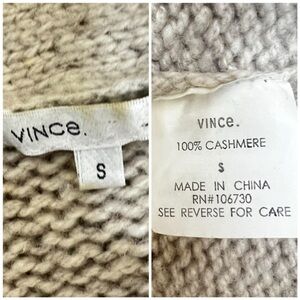 VINCe.
S
VINCe.
100% CASHMERE
S
MADE IN CHINA
RN#106730
SEE REVERSE FOR CARE